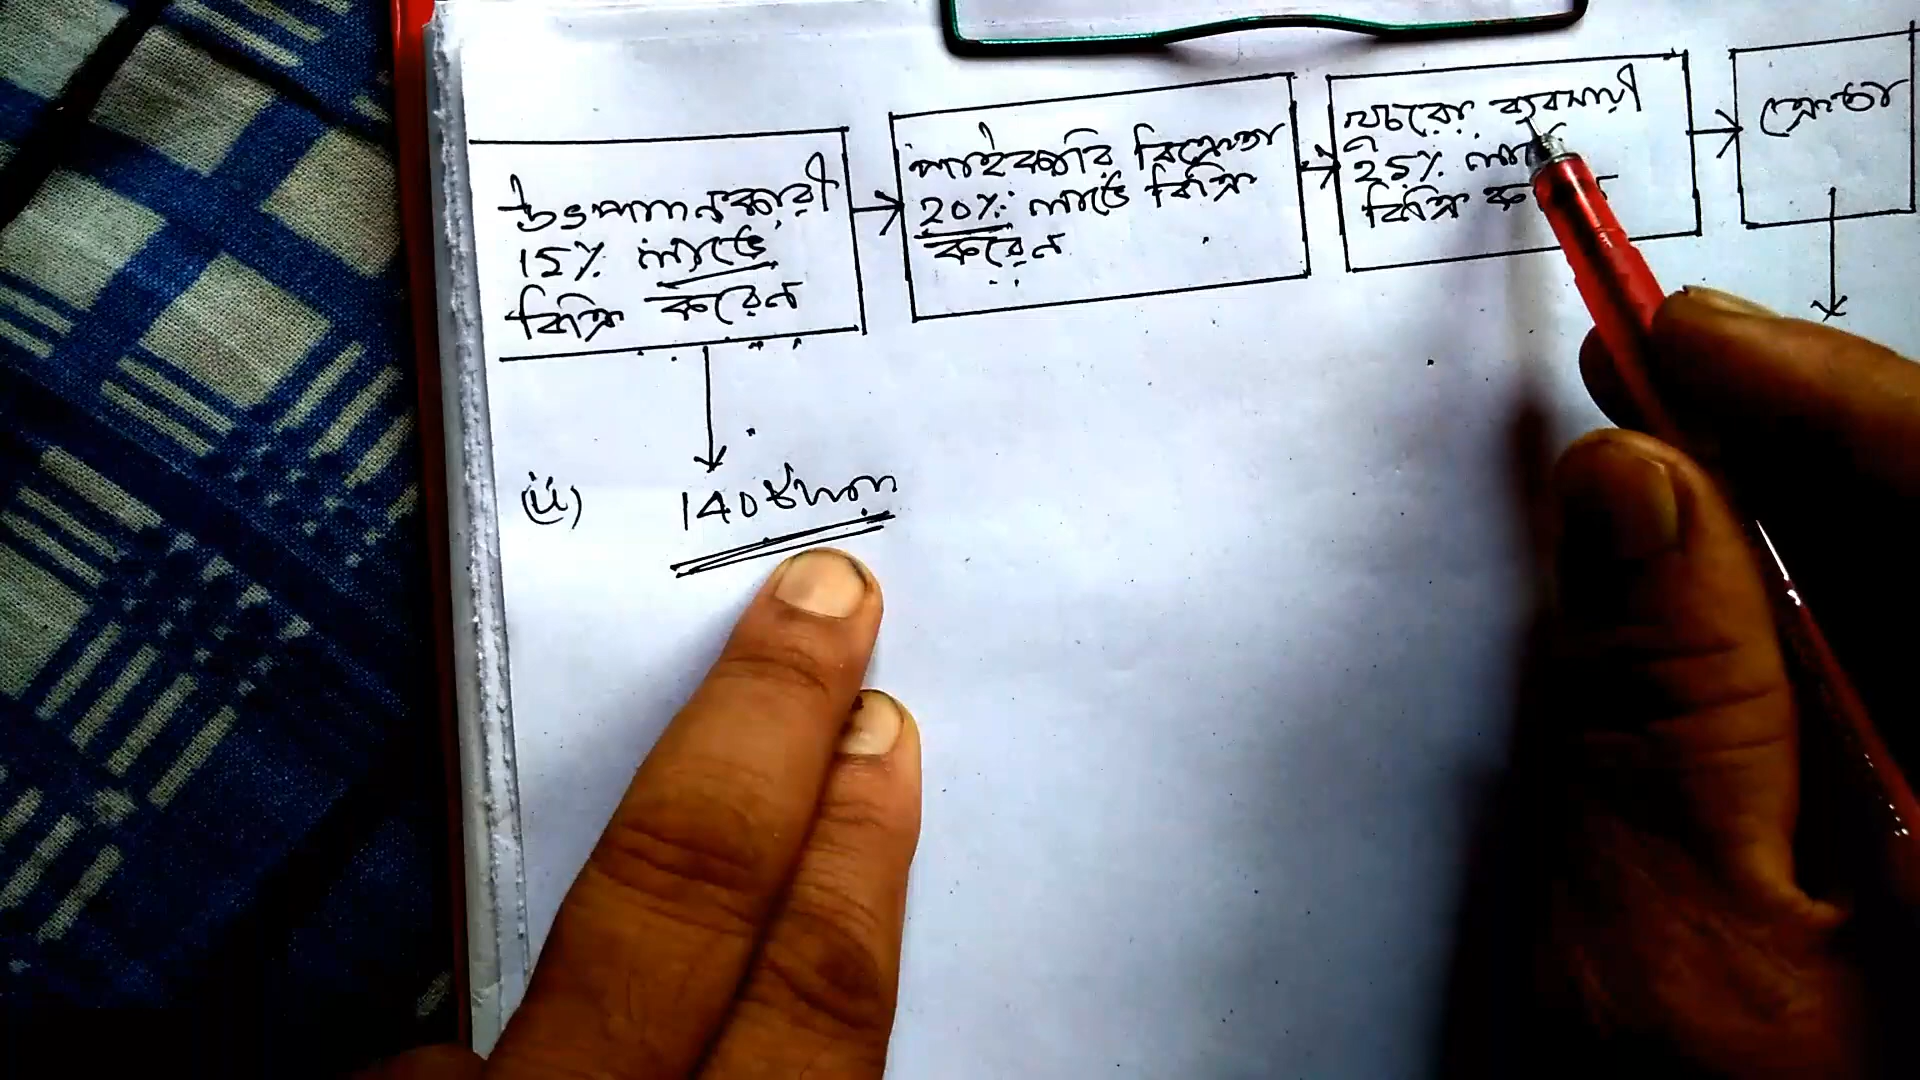 উৎপাদনকারী
15% লাভে
বিক্রি করেন
পাইকারি বিক্রেতা
20% লাভে বিক্রি
করেন
খুচরো ব্যবসায়ী
25%
বিক্রি
ক্রেতা
(ii) 140 টাকা